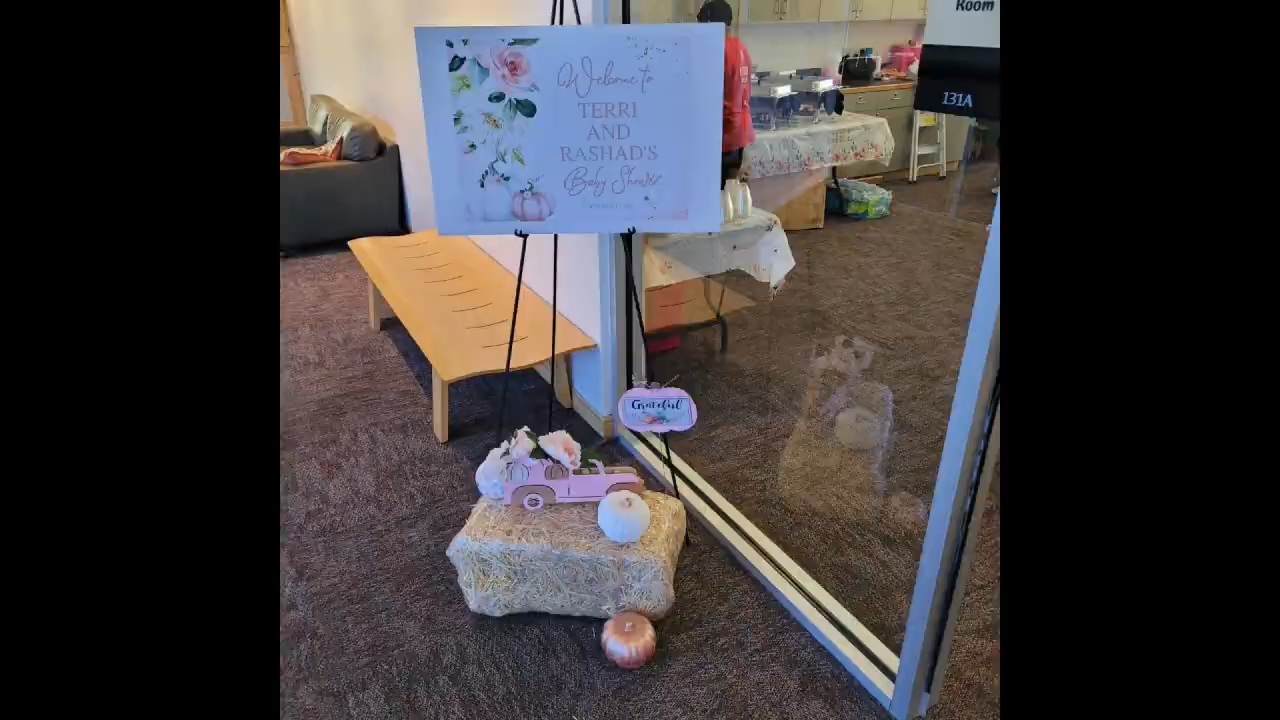 Room
131A
Welcome to
TERRI
AND
RASHAD'S
Baby Shower
Grateful